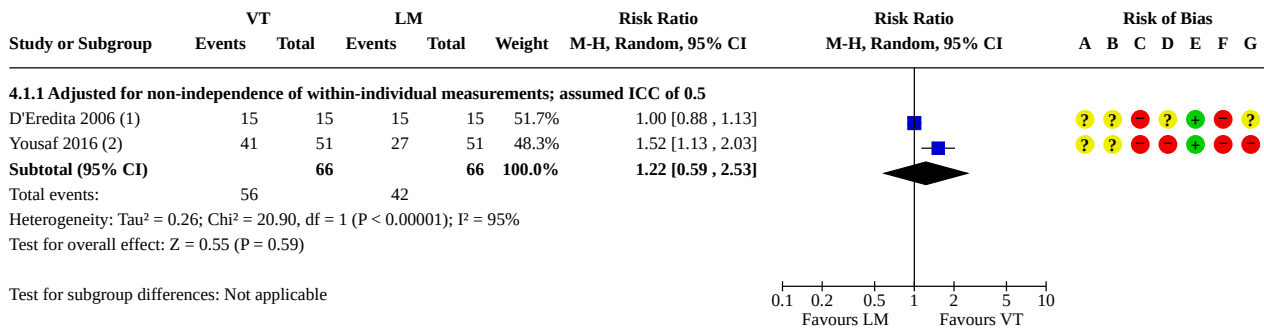 VT LM Risk Ratio Risk Ratio Risk of Bias
Study or Subgroup Events Total Events Total Weight M-H, Random, 95% CI M-H, Random, 95% CI A B C D E F G
4.1.1 Adjusted for non-independence of within-individual measurements; assumed ICC of 0.5
D'Eredita 2006 (1) 15 15 15 15 51.7% 1.00 [0.88 , 1.13] ? ? − ? + − ?
Yousaf 2016 (2) 41 51 27 51 48.3% 1.52 [1.13 , 2.03] ? ? − − + − −
Subtotal (95% CI) 66 66 100.0% 1.22 [0.59 , 2.53]
Total events: 56 42
Heterogeneity: Tau² = 0.26; Chi² = 20.90, df = 1 (P < 0.00001); I² = 95%
Test for overall effect: Z = 0.55 (P = 0.59)
Test for subgroup differences: Not applicable
0.1 0.2 0.5 1 2 5 10
Favours LM Favours VT